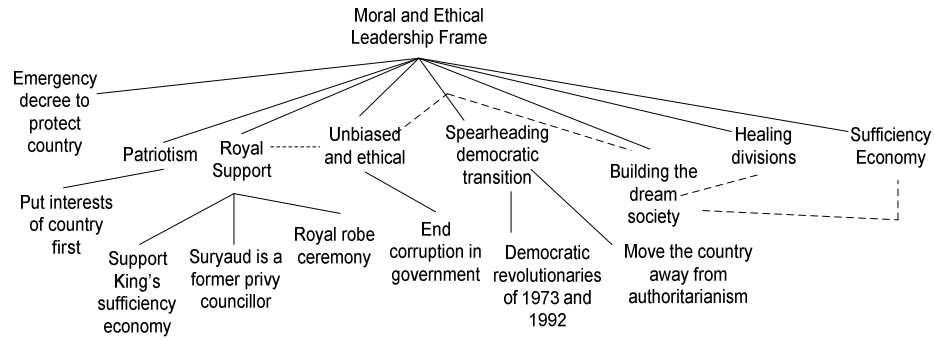 Moral and Ethical
Leadership Frame
Emergency
decree to
protect
country
Patriotism
Royal
Support
Unbiased
and ethical
Spearheading
democratic
transition
Building the
dream
society
Healing
divisions
Sufficiency
Economy
Put interests
of country
first
Support
King's
sufficiency
economy
Suryaud is a
former privy
councillor
Royal robe
ceremony
End
corruption in
government
Democratic
revolutionaries
of 1973 and
1992
Move the country
away from
authoritarianism